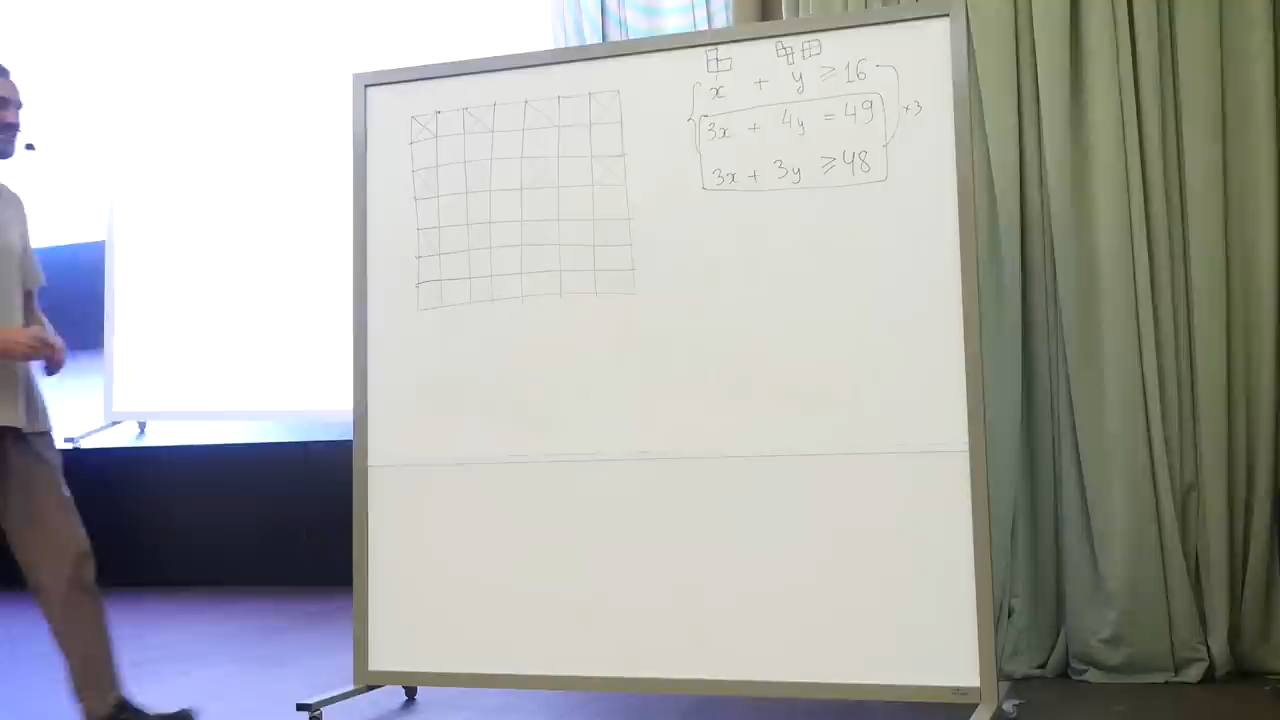 x + y ≥ 16
3x + 4y = 49
×3
3x + 3y ≥ 48